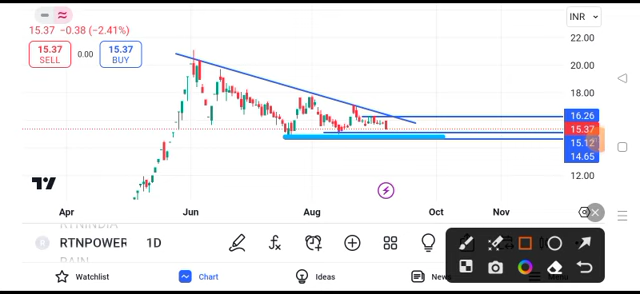 INR
15.37 −0.38 (−2.41%)
22.00
15.37
SELL
0.00
15.37
BUY
20.00
18.00
16.26
15.37
15.12
14.65
12.00
Apr
Jun
Aug
Oct
Nov
RTNINDIA
RTNPOWER
1D
Watchlist
Chart
Ideas
News